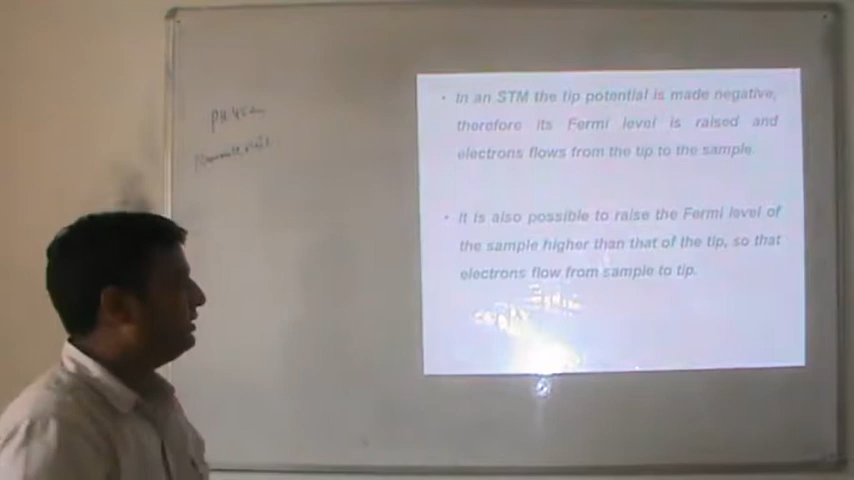 • In an STM the tip potential is made negative,
therefore its Fermi level is raised and
electrons flows from the tip to the sample.
• It is also possible to raise the Fermi level of
the sample higher than that of the tip, so that
electrons flow from sample to tip.